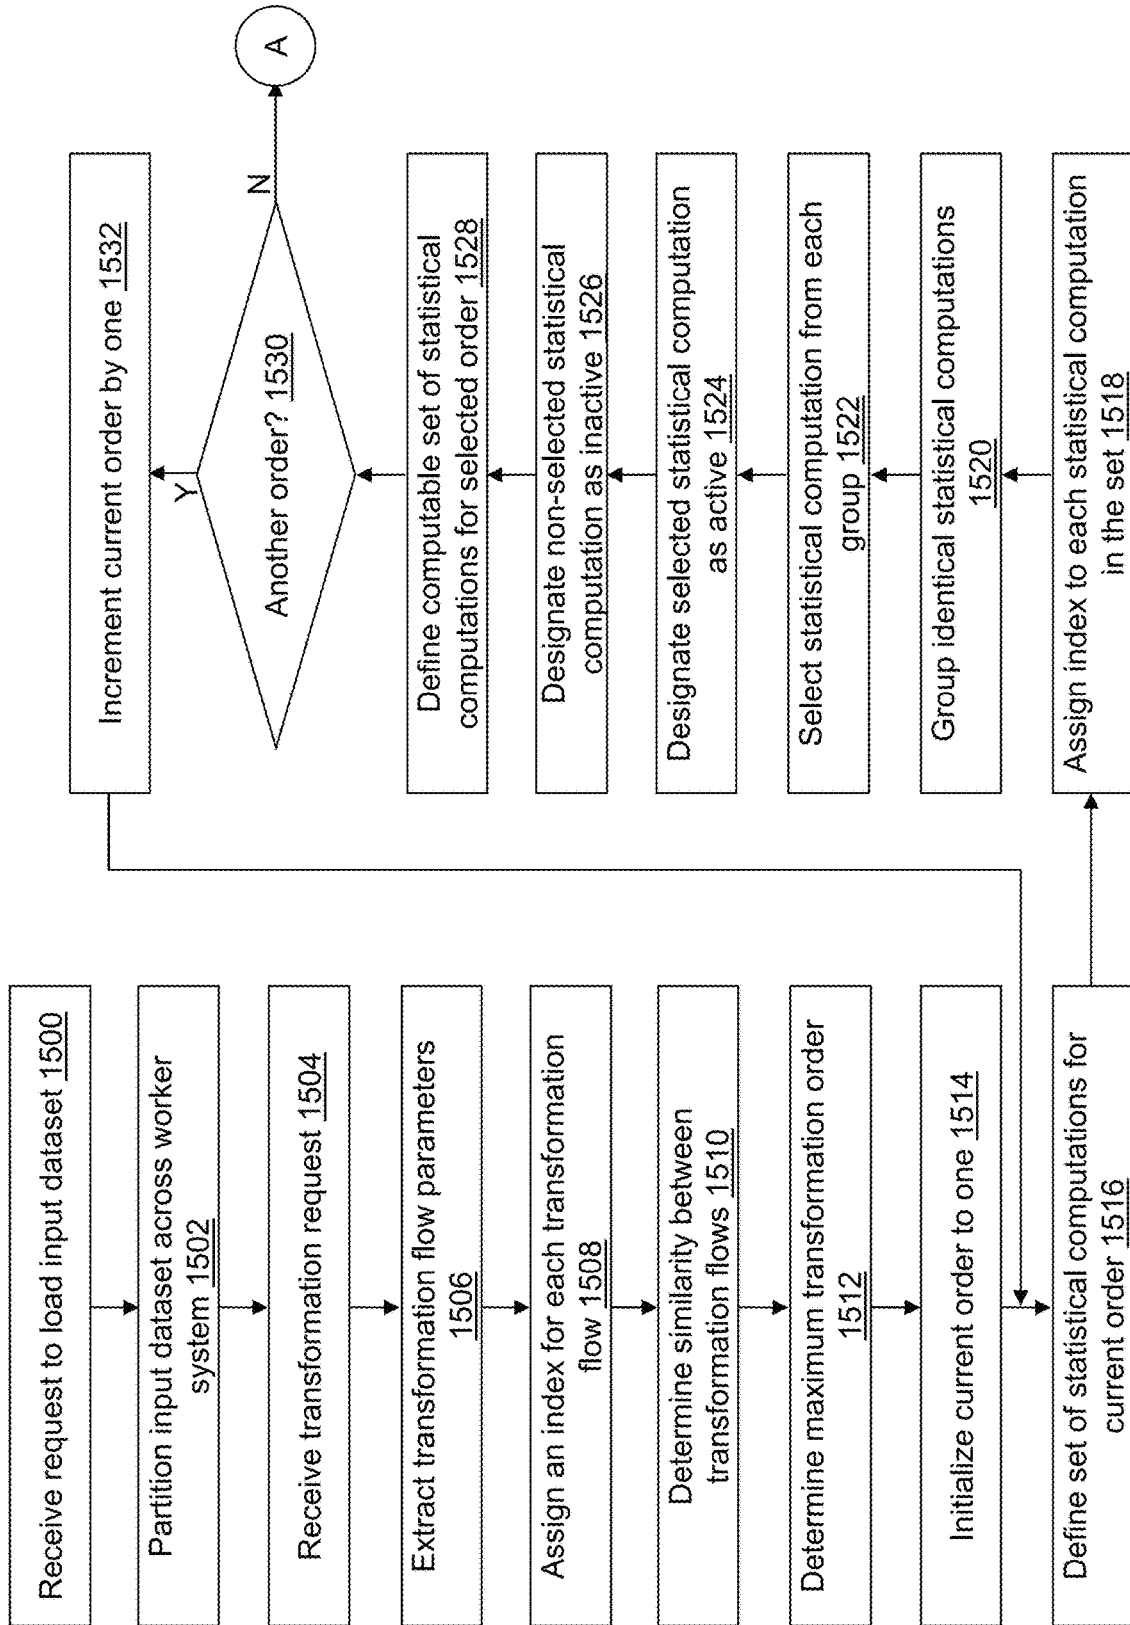 Receive request to load input dataset 1500
Partition input dataset across worker
system 1502
Receive transformation request 1504
Extract transformation flow parameters
1506
Assign an index for each transformation
flow 1508
Determine similarity between
transformation flows 1510
Determine maximum transformation order
1512
Initialize current order to one 1514
Define set of statistical computations for
current order 1516
Assign index to each statistical computation
in the set 1518
Group identical statistical computations
1520
Select statistical computation from each
group 1522
Designate selected statistical computation
as active 1524
Designate non-selected statistical
computation as inactive 1526
Define computable set of statistical
computations for selected order 1528
Another order? 1530
Y
N
Increment current order by one 1532
A